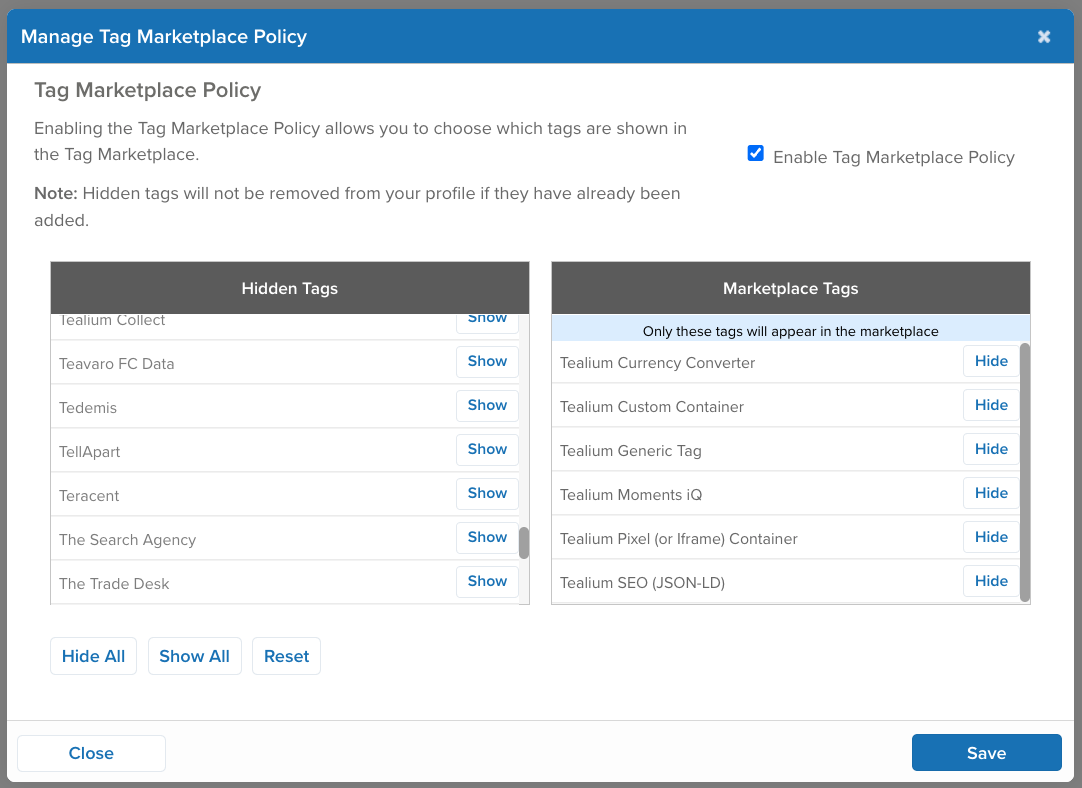 Manage Tag Marketplace Policy
Tag Marketplace Policy
Enabling the Tag Marketplace Policy allows you to choose which tags are shown in
the Tag Marketplace.
Enable Tag Marketplace Policy
Note: Hidden tags will not be removed from your profile if they have already been
added.
Hidden Tags
Tealium Collect Show
Teavaro FC Data Show
Tedemis Show
TellApart Show
Teracent Show
The Search Agency Show
The Trade Desk Show
Marketplace Tags
Only these tags will appear in the marketplace
Tealium Currency Converter Hide
Tealium Custom Container Hide
Tealium Generic Tag Hide
Tealium Moments iQ Hide
Tealium Pixel (or Iframe) Container Hide
Tealium SEO (JSON-LD) Hide
Hide All Show All Reset
Close Save